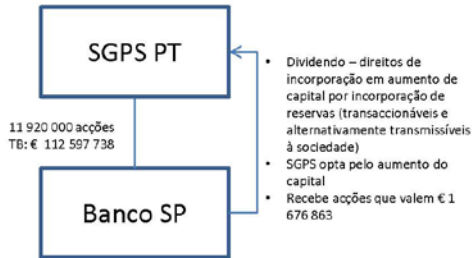 SGPS PT
11 920 000 acções
TB: € 112 597 738
Banco SP
• Dividendo – direitos de
incorporação em aumento de
capital por incorporação de
reservas (transaccionáveis e
alternativamente transmissíveis
à sociedade)
• SGPS opta pelo aumento do
capital
• Recebe acções que valem € 1
676 863